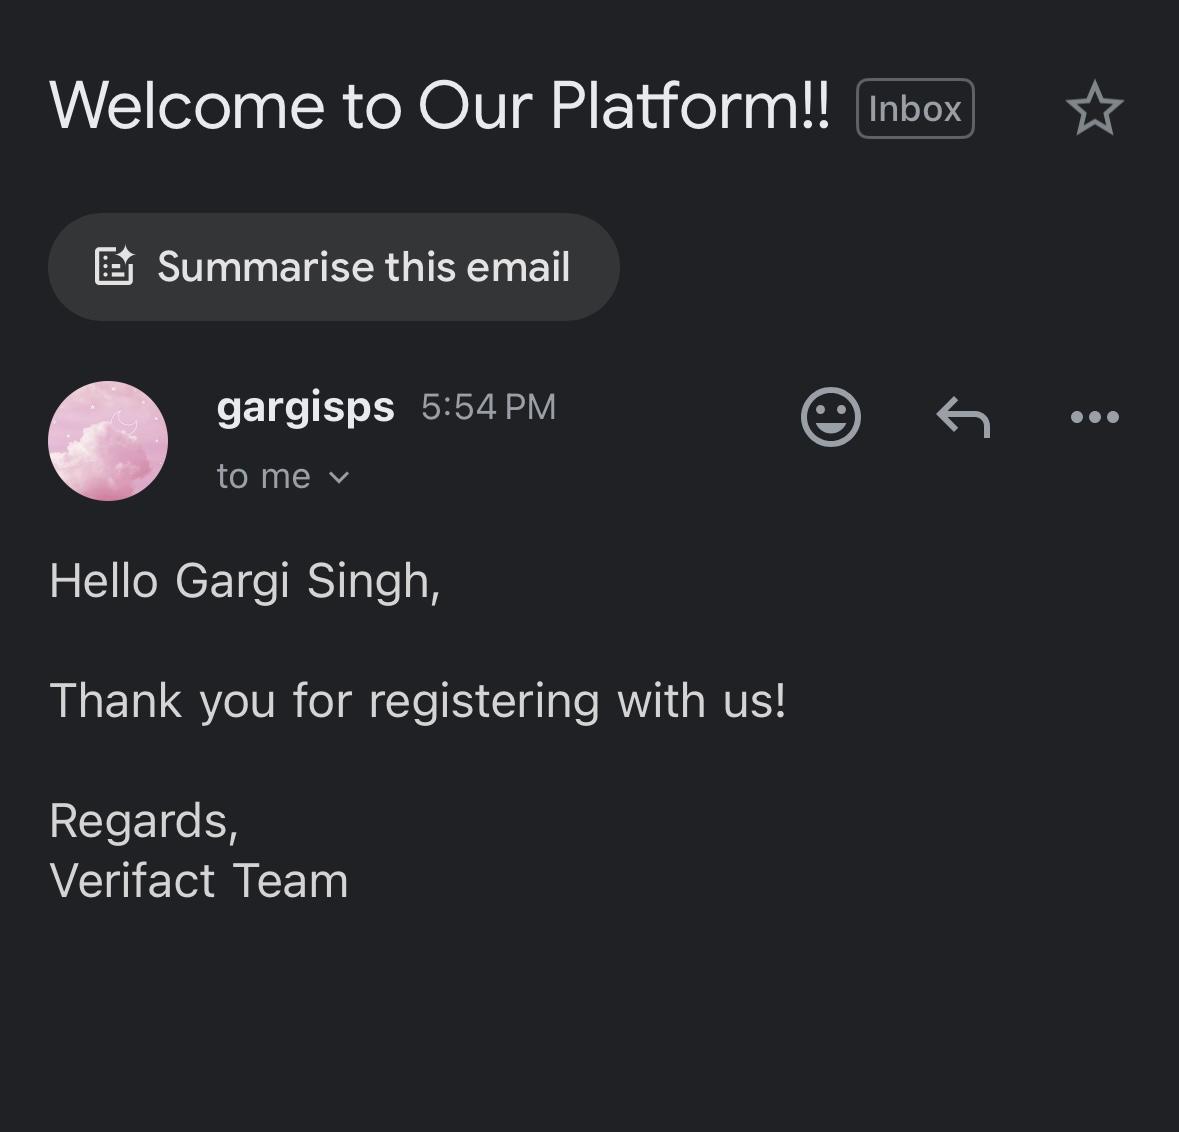 Welcome to Our Platform!! Inbox
Summarise this email
gargisps 5:54 PM
to me
Hello Gargi Singh,
Thank you for registering with us!
Regards,
Verifact Team